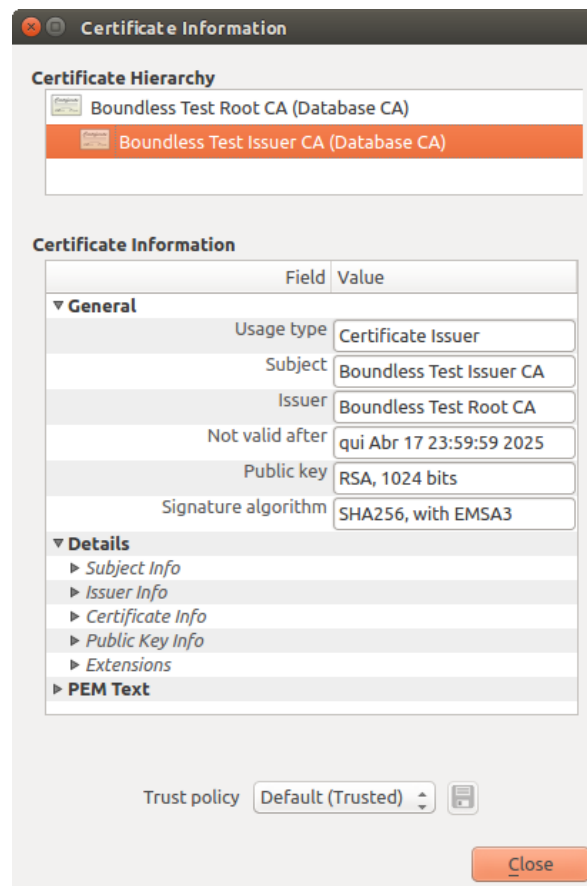 Certificate Information
Certificate Hierarchy
Boundless Test Root CA (Database CA)
Boundless Test Issuer CA (Database CA)
Certificate Information
Field Value
General
Usage type Certificate Issuer
Subject Boundless Test Issuer CA
Issuer Boundless Test Root CA
Not valid after qui Abr 17 23:59:59 2025
Public key RSA, 1024 bits
Signature algorithm SHA256, with EMSA3
Details
Subject Info
Issuer Info
Certificate Info
Public Key Info
Extensions
PEM Text
Trust policy Default (Trusted)
Close